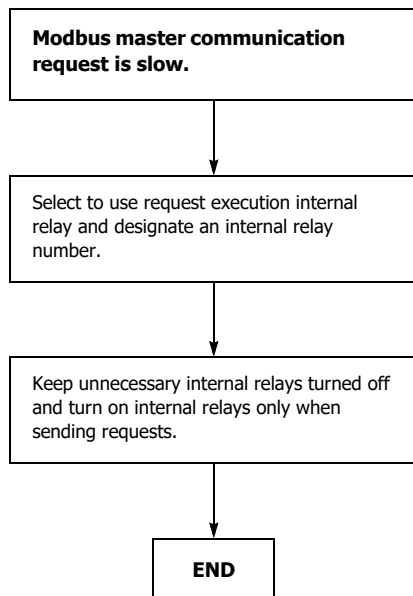 Modbus master communication
request is slow.
Select to use request execution internal
relay and designate an internal relay
number.
Keep unnecessary internal relays turned off
and turn on internal relays only when
sending requests.
END